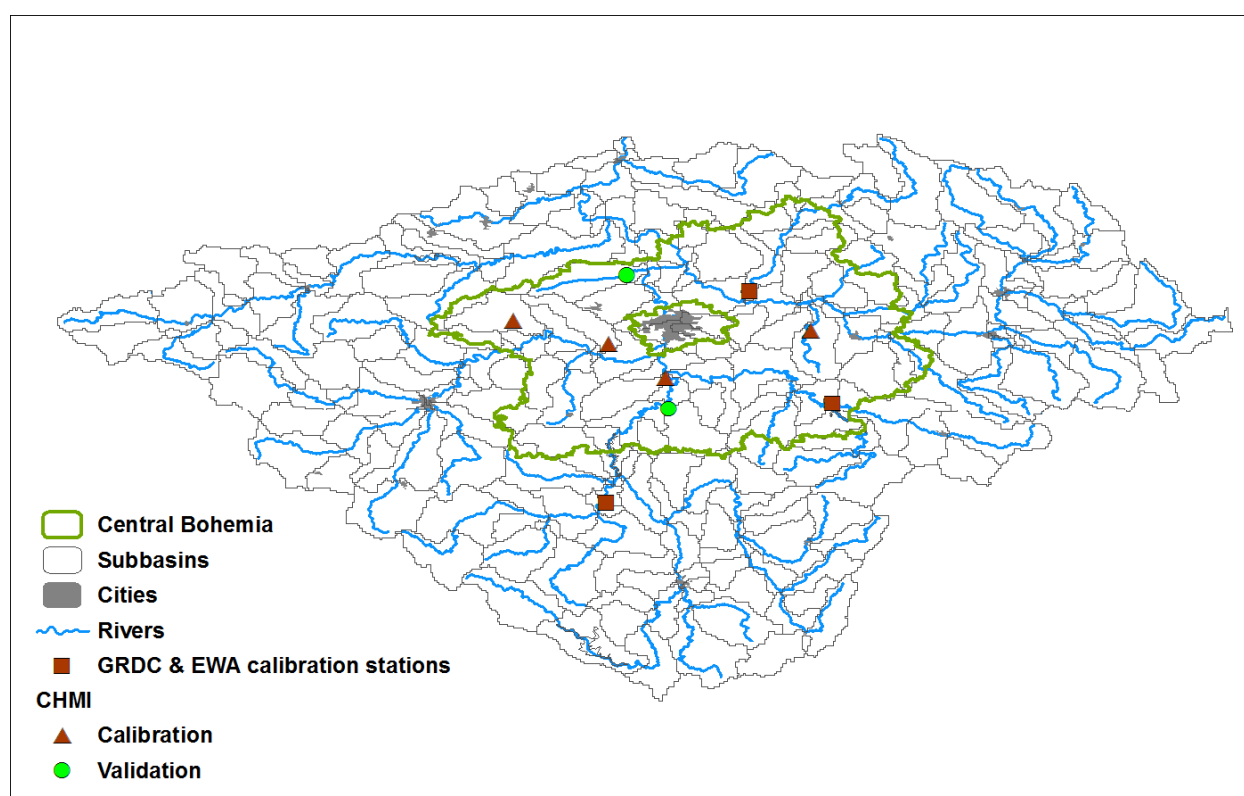 Central Bohemia
Subbasins
Cities
Rivers
GRDC & EWA calibration stations
CHMI
Calibration
Validation